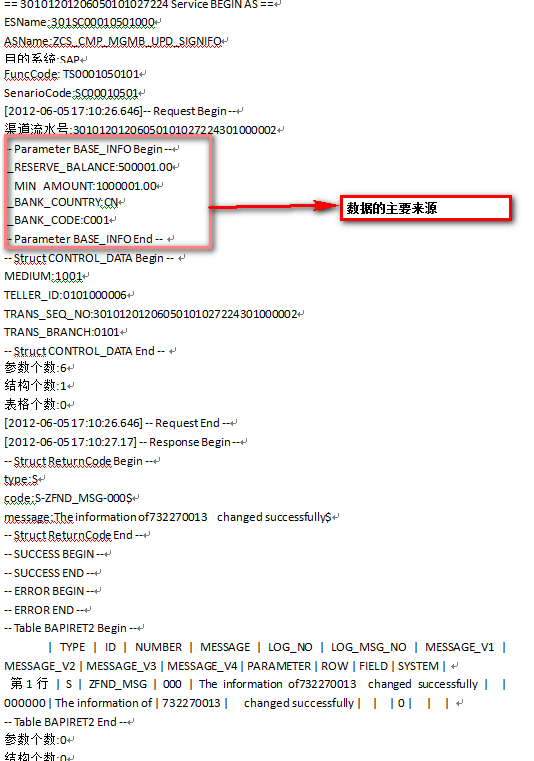 == 30101201206050101027224 Service BEGIN AS ==
ESName:301SC00010501000
ASName:ZCS_CMP_MGMB_UPD_SIGNIFO
目的系统:SAP
FuncCode: TS0001050101
SenarioCode:SC00010501
[2012-06-05 17:10:26.646]-- Request Begin --
渠道流水号:30101201206050101027224301000002
-- Parameter BASE_INFO Begin --
_RESERVE_BALANCE:500001.00
_MIN_AMOUNT:1000001.00
_BANK_COUNTRY:CN
_BANK_CODE:C001
-- Parameter BASE_INFO End --
数据的主要来源
-- Struct CONTROL_DATA Begin --
MEDIUM:1001
TELLER_ID:0101000006
TRANS_SEQ_NO:30101201206050101027224301000002
TRANS_BRANCH:0101
-- Struct CONTROL_DATA End --
参数个数:6
结构个数:1
表格个数:0
[2012-06-05 17:10:26.646] -- Request End --
[2012-06-05 17:10:27.17] -- Response Begin --
-- Struct ReturnCode Begin --
type:S
code:S-ZFND_MSG-000$
message:The information of732270013 changed successfully$
-- Struct ReturnCode End --
-- SUCCESS BEGIN --
-- SUCCESS END --
-- ERROR BEGIN --
-- ERROR END --
-- Table BAPIRET2 Begin --
| TYPE | ID | NUMBER | MESSAGE | LOG_NO | LOG_MSG_NO | MESSAGE_V1 |
MESSAGE_V2 | MESSAGE_V3 | MESSAGE_V4 | PARAMETER | ROW | FIELD | SYSTEM |
第 1 行 | S | ZFND_MSG | 000 | The information of732270013 changed successfully | |
000000 | The information of | 732270013 | changed successfully | | | 0 | | |
-- Table BAPIRET2 End --
参数个数:0
结构个数:0